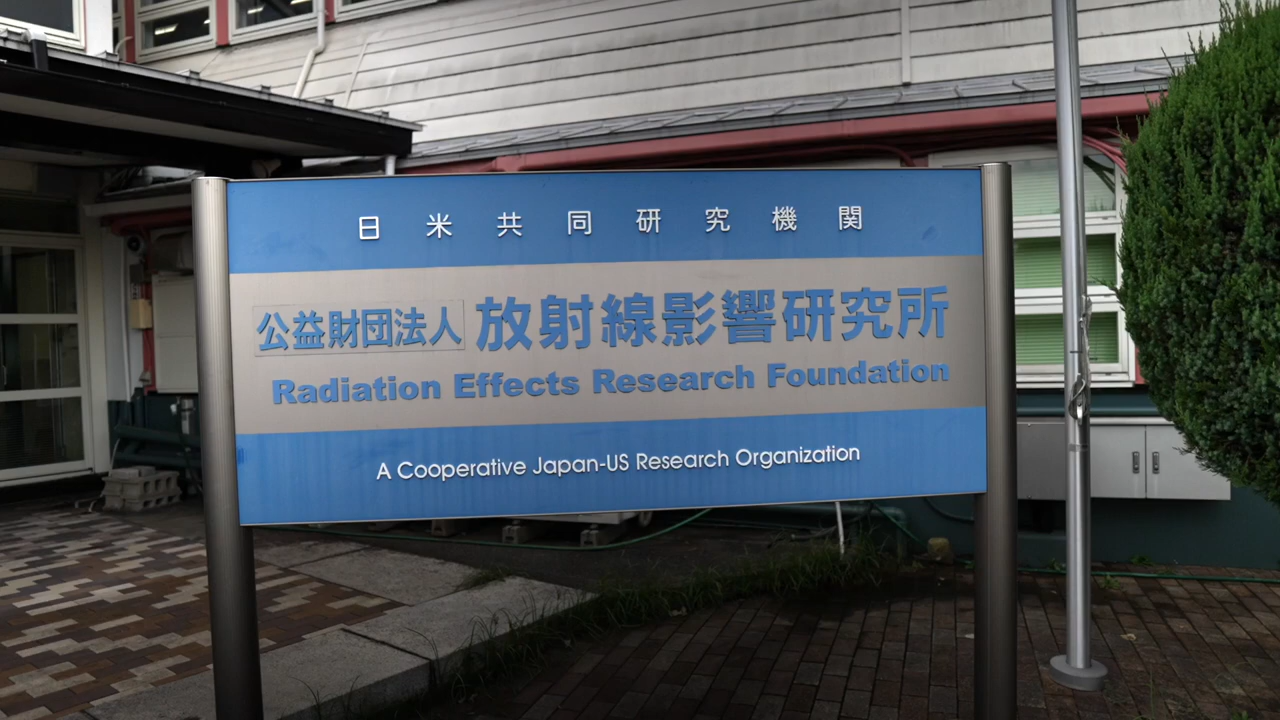 日米共同研究機関
公益財団法人 放射線影響研究所
Radiation Effects Research Foundation
A Cooperative Japan-US Research Organization